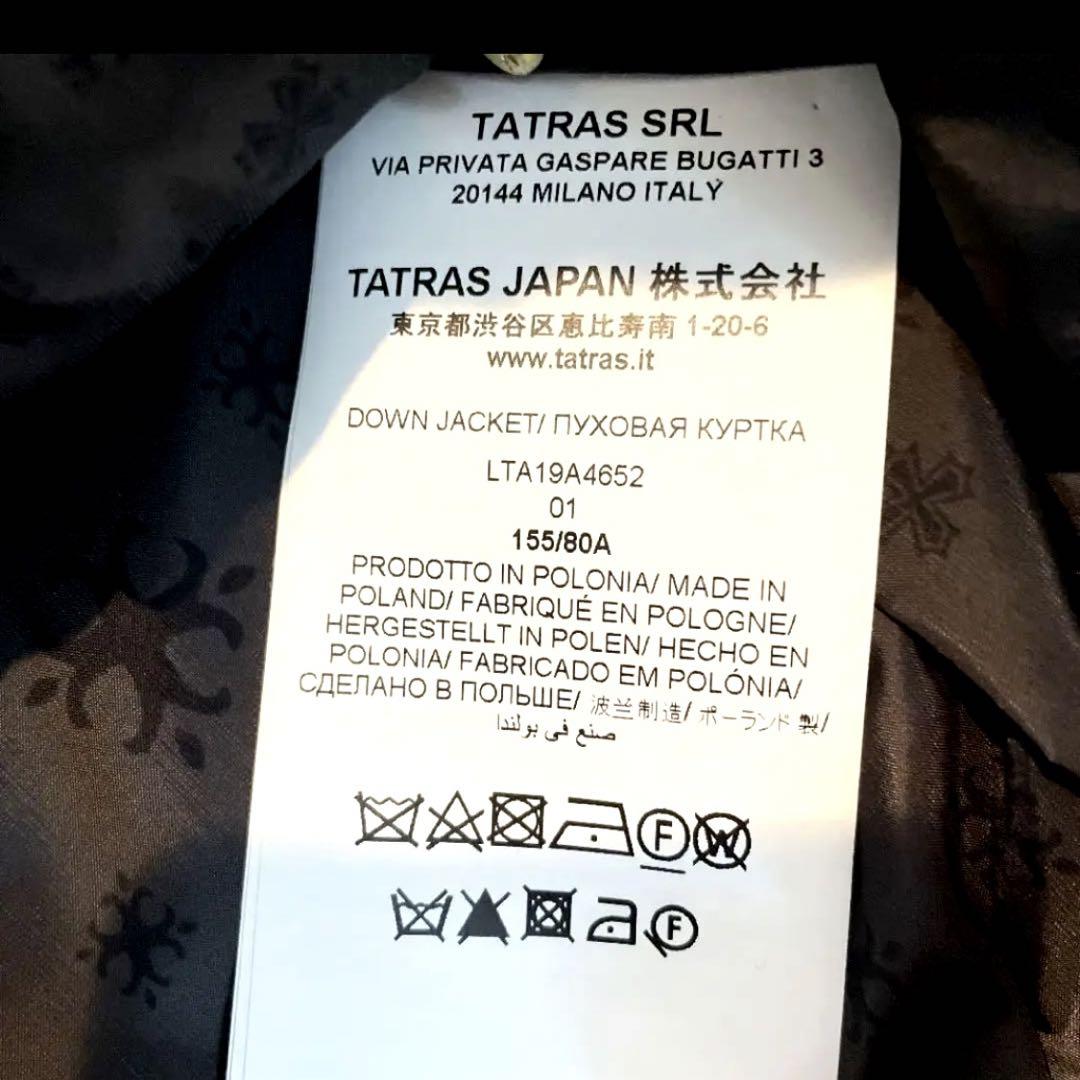 TATRAS SRL
VIA PRIVATA GASPARE BUGATTI 3
20144 MILANO ITALY
TATRAS JAPAN 株式会社
東京都渋谷区恵比寿南 1-20-6
www.tatras.it
DOWN JACKET/ ПУХОВАЯ КУРТКА
LTA19A4652
01
155/80A
PRODOTTO IN POLONIA/ MADE IN
POLAND/ FABRIQUÉ EN POLOGNE/
HERGESTELLT IN POLEN/ HECHO EN
POLONIA/ FABRICADO EM POLÓNIA/
СДЕЛАНО В ПОЛЬШЕ/ 波兰制造/ ポーランド 製/
صنع في بولندا
F W
F